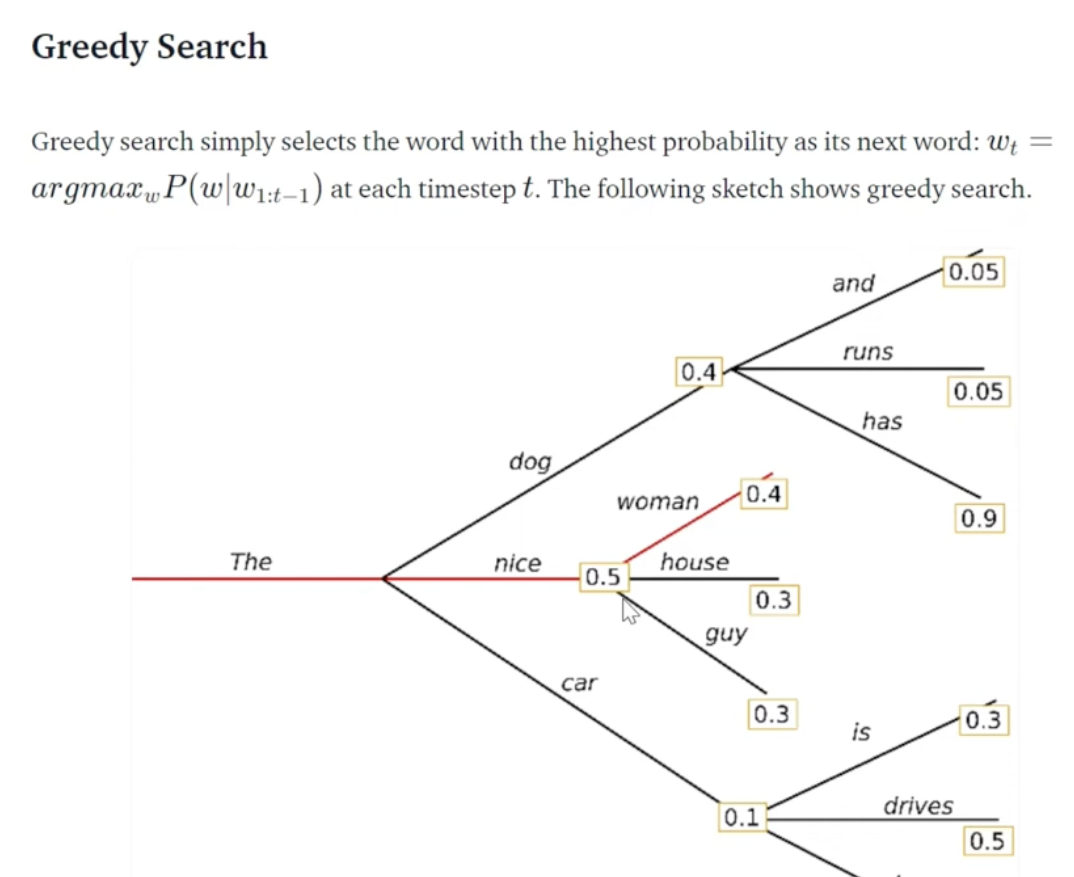 Greedy Search
Greedy search simply selects the word with the highest probability as its next word: wₜ =
argmax_w P(w|w₁:ₜ₋₁) at each timestep t. The following sketch shows greedy search.
and
0.05
runs
0.4
0.05
has
dog
woman
0.4
0.9
The
nice
0.5
house
0.3
guy
car
0.3
is
0.3
0.1
drives
0.5